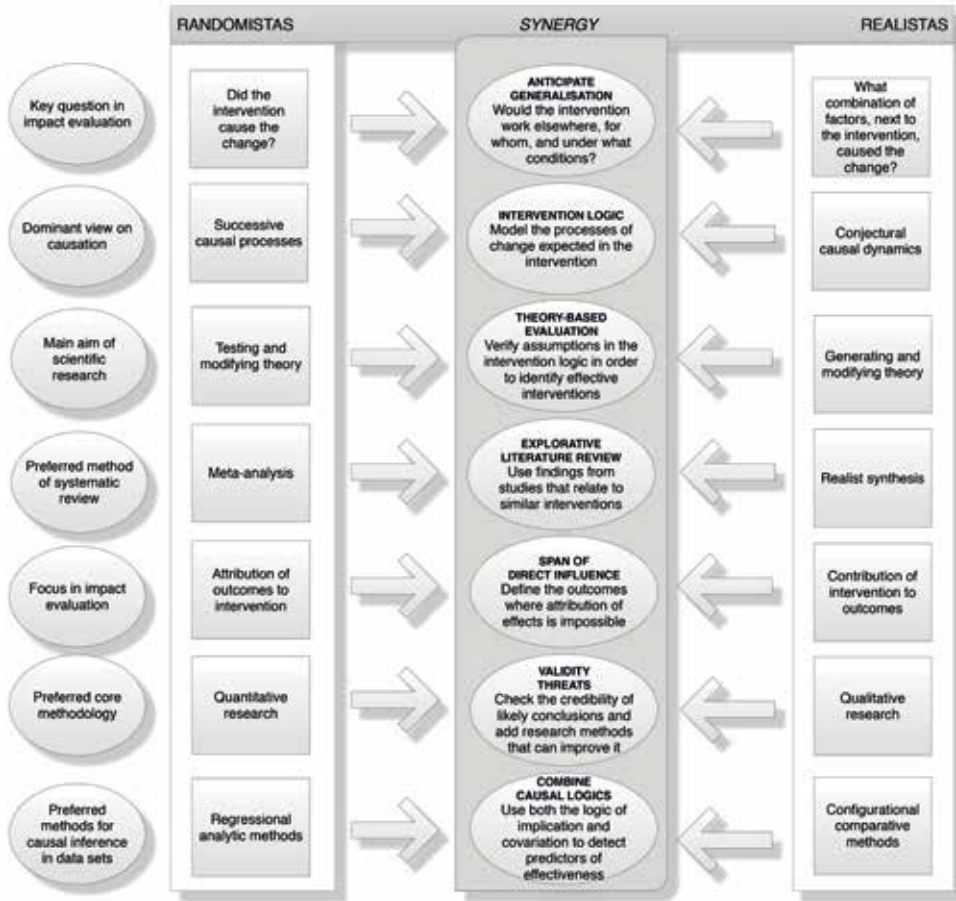 RANDOMISTAS
SYNERGY
REALISTAS
Key question in
impact evaluation
Did the
intervention
cause the
change?
ANTICIPATE
GENERALISATION
Would the intervention
work elsewhere, for
whom, and under what
conditions?
What
combination of
factors, next to
the intervention,
caused the
change?
Dominant view on
causation
Successive
causal processes
INTERVENTION LOGIC
Model the processes of
change expected in the
intervention
Conjectural
causal dynamics
Main aim of
scientific
research
Testing and
modifying theory
THEORY-BASED
EVALUATION
Verify assumptions in the
intervention logic in order
to identify effective
interventions
Generating and
modifying theory
Preferred method
of systematic
review
Meta-analysis
EXPLORATIVE
LITERATURE REVIEW
Use findings from
studies that relate to
similar interventions
Realist synthesis
Focus in impact
evaluation
Attribution of
outcomes to
intervention
SPAN OF
DIRECT INFLUENCE
Define the outcomes
where attribution of
effects is impossible
Contribution of
intervention to
outcomes
Preferred core
methodology
Quantitative
research
VALIDITY
THREATS
Check the credibility of
likely conclusions and
add research methods
that can improve it
Qualitative
research
Preferred
methods for
causal inference
in data sets
Regressional
analytic methods
COMBINE
CAUSAL LOGICS
Use both the logic of
implication and
covariation to detect
predictors of
effectiveness
Configurational
comparative
methods